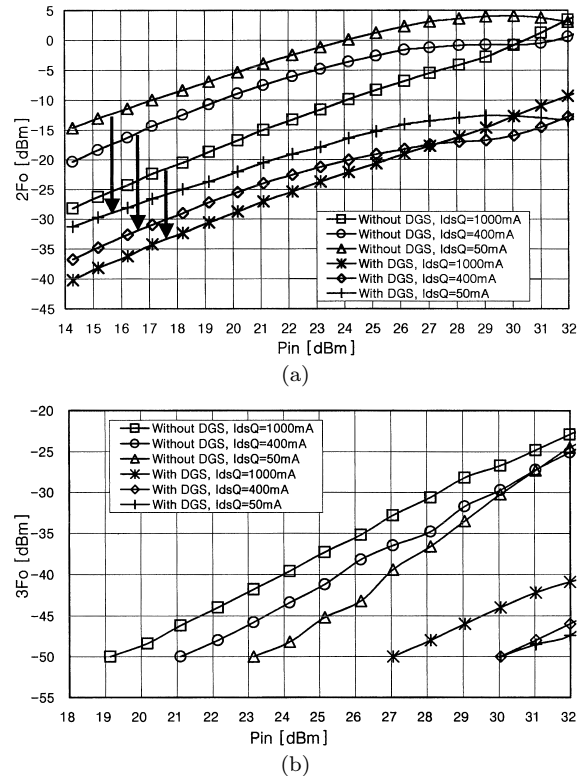 5
0
-5
-10
-15
-20
-25
-30
-35
-40
-45
2Fo [dBm]
Without DGS, IdsQ=1000mA
Without DGS, IdsQ=400mA
Without DGS, IdsQ=50mA
With DGS, IdsQ=1000mA
With DGS, IdsQ=400mA
With DGS, IdsQ=50mA
14 15 16 17 18 19 20 21 22 23 24 25 26 27 28 29 30 31 32
Pin [dBm]
(a)
-20
-25
-30
-35
-40
-45
-50
-55
3Fo [dBm]
Without DGS, IdsQ=1000mA
Without DGS, IdsQ=400mA
Without DGS, IdsQ=50mA
With DGS, IdsQ=1000mA
With DGS, IdsQ=400mA
With DGS, IdsQ=50mA
18 19 20 21 22 23 24 25 26 27 28 29 30 31 32
Pin [dBm]
(b)